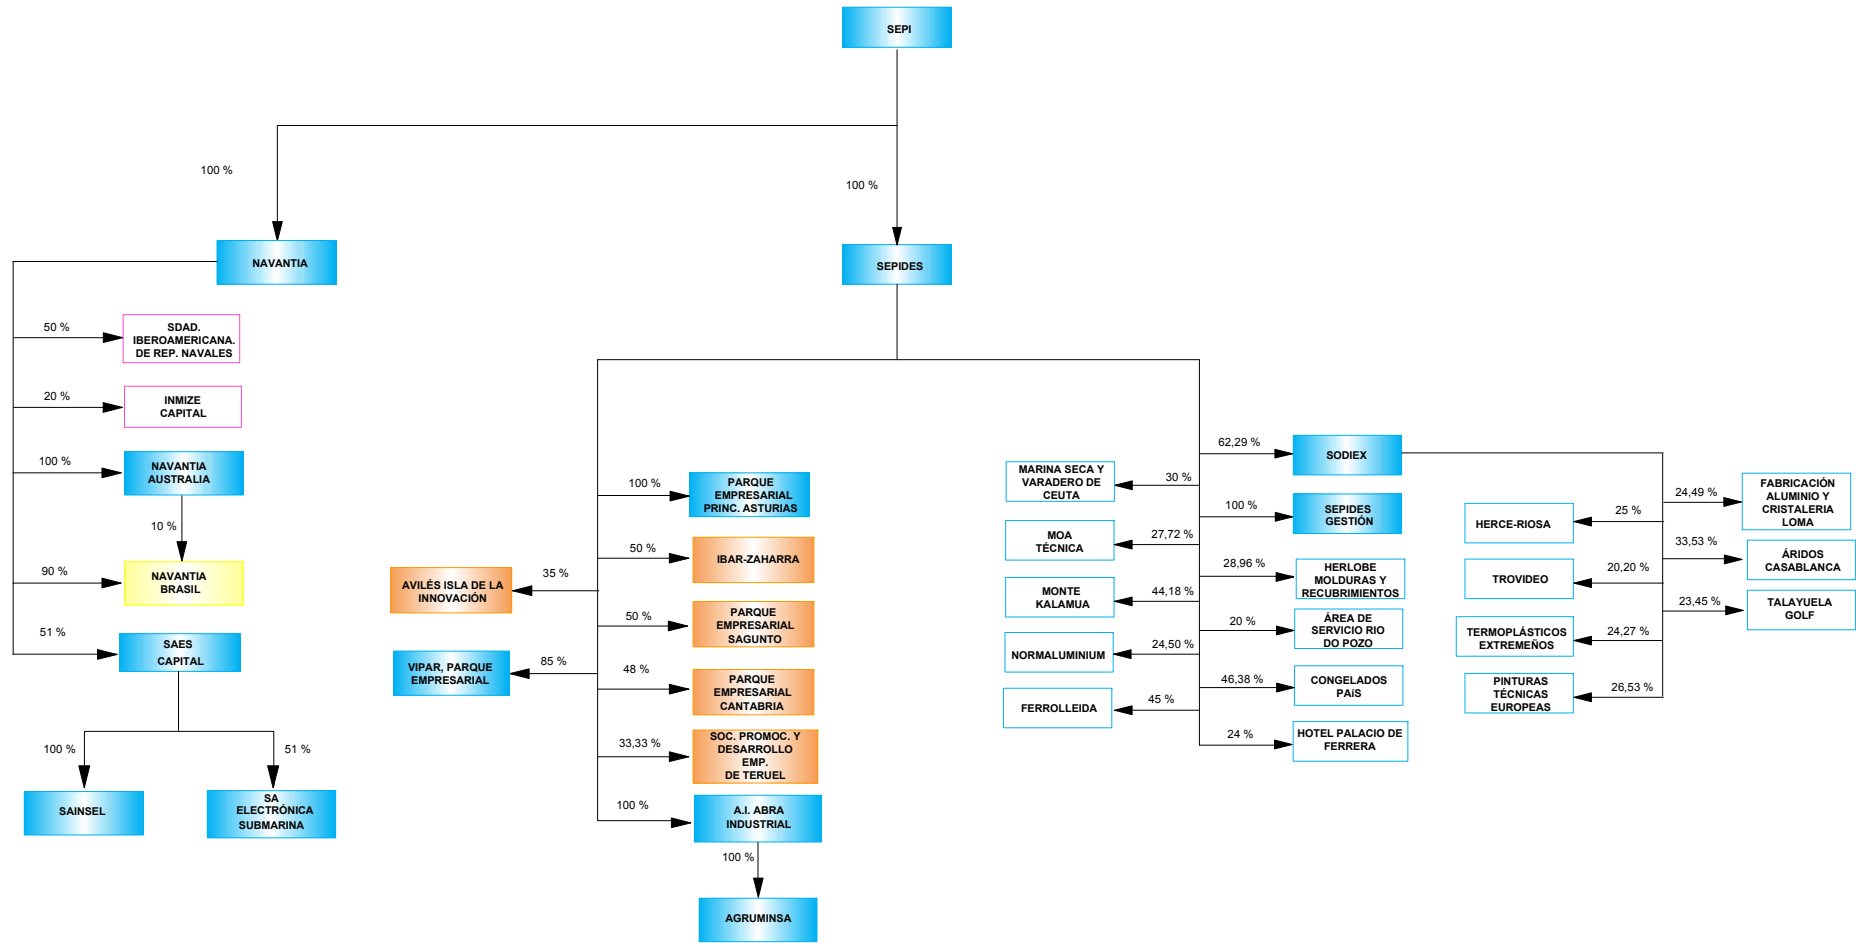 SEPI
100 %
100 %
NAVANTIA
SEPIDES
50 %
SDAD.
IBEROAMERICANA.
DE REP. NAVALES
20 %
INMIZE
CAPITAL
100 %
NAVANTIA
AUSTRALIA
10 %
90 %
NAVANTIA
BRASIL
51 %
SAES
CAPITAL
100 %
51 %
SAINSEL
SA
ELECTRÓNICA
SUBMARINA
100 %
PARQUE
EMPRESARIAL
PRINC. ASTURIAS
50 %
IBAR-ZAHARRA
35 %
AVILÉS ISLA DE LA
INNOVACIÓN
50 %
PARQUE
EMPRESARIAL
SAGUNTO
85 %
VIPAR, PARQUE
EMPRESARIAL
48 %
PARQUE
EMPRESARIAL
CANTABRIA
33,33 %
SOC. PROMOC. Y
DESARROLLO
EMP.
DE TERUEL
100 %
A.I. ABRA
INDUSTRIAL
100 %
AGRUMINSA
62,29 %
SODIEX
MARINA SECA Y
VARADERO DE
CEUTA
30 %
100 %
SEPIDES
GESTIÓN
MOA
TÉCNICA
27,72 %
28,96 %
HERLOBE
MOLDURAS Y
RECUBRIMIENTOS
MONTE
KALAMUA
44,18 %
20 %
ÁREA DE
SERVICIO RIO
DO POZO
NORMALUMINIUM
24,50 %
46,38 %
CONGELADOS
PAíS
FERROLLEIDA
45 %
24 %
HOTEL PALACIO DE
FERRERA
24,49 %
FABRICACIÓN
ALUMINIO Y
CRISTALERIA
LOMA
HERCE-RIOSA
25 %
33,53 %
ÁRIDOS
CASABLANCA
TROVIDEO
20,20 %
23,45 %
TALAYUELA
GOLF
TERMOPLÁSTICOS
EXTREMEÑOS
24,27 %
PINTURAS
TÉCNICAS
EUROPEAS
26,53 %